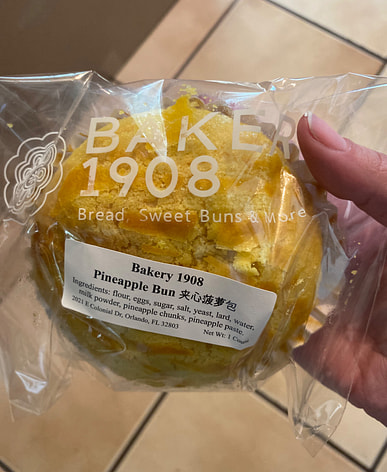 BAKER
1908
Bread, Sweet Buns & More
Bakery 1908
Pineapple Bun 夹心菠萝包
Ingredients: flour, eggs, sugar, salt, yeast, lard, water,
milk powder, pineapple chunks, pineapple paste.
2021 E Colonial Dr, Orlando, FL 32803
Net Wt: 1 Count